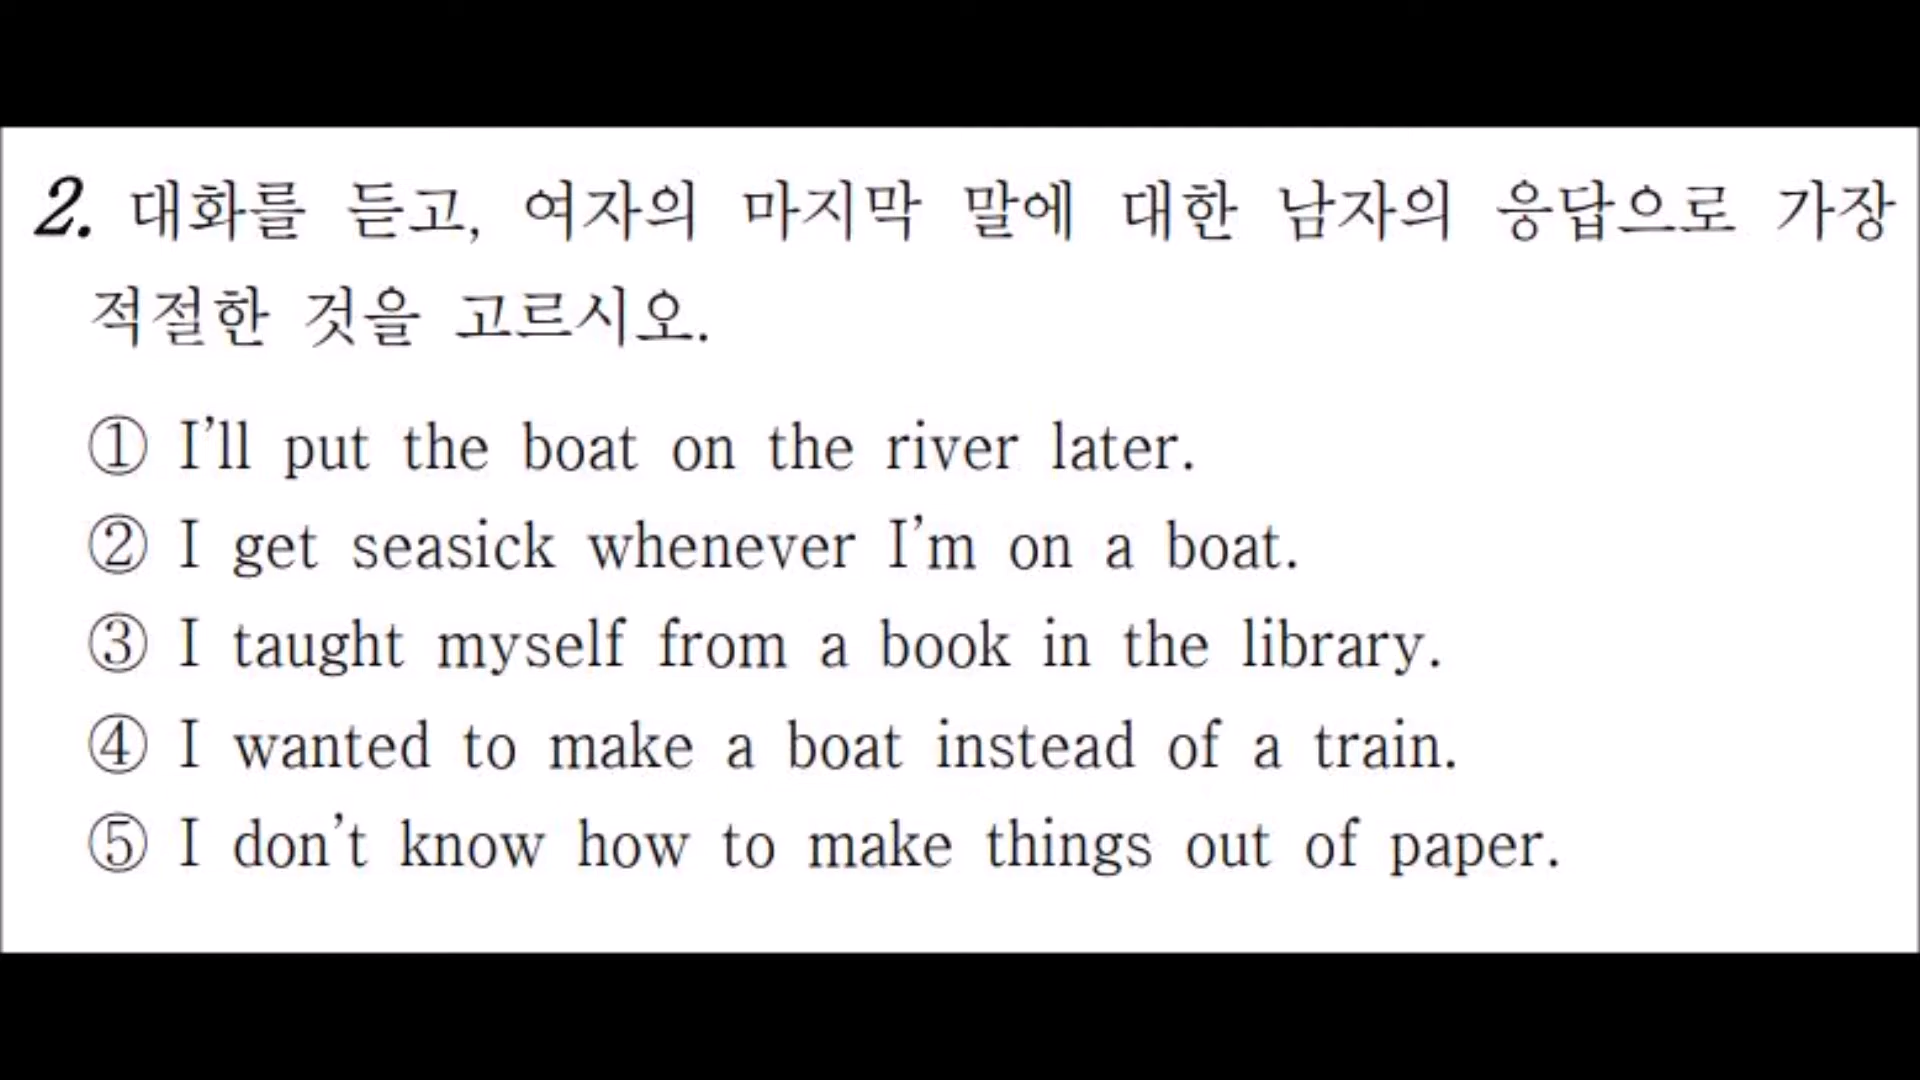 2. 대화를 듣고, 여자의 마지막 말에 대한 남자의 응답으로 가장
적절한 것을 고르시오.
① I'll put the boat on the river later.
② I get seasick whenever I'm on a boat.
③ I taught myself from a book in the library.
④ I wanted to make a boat instead of a train.
⑤ I don't know how to make things out of paper.